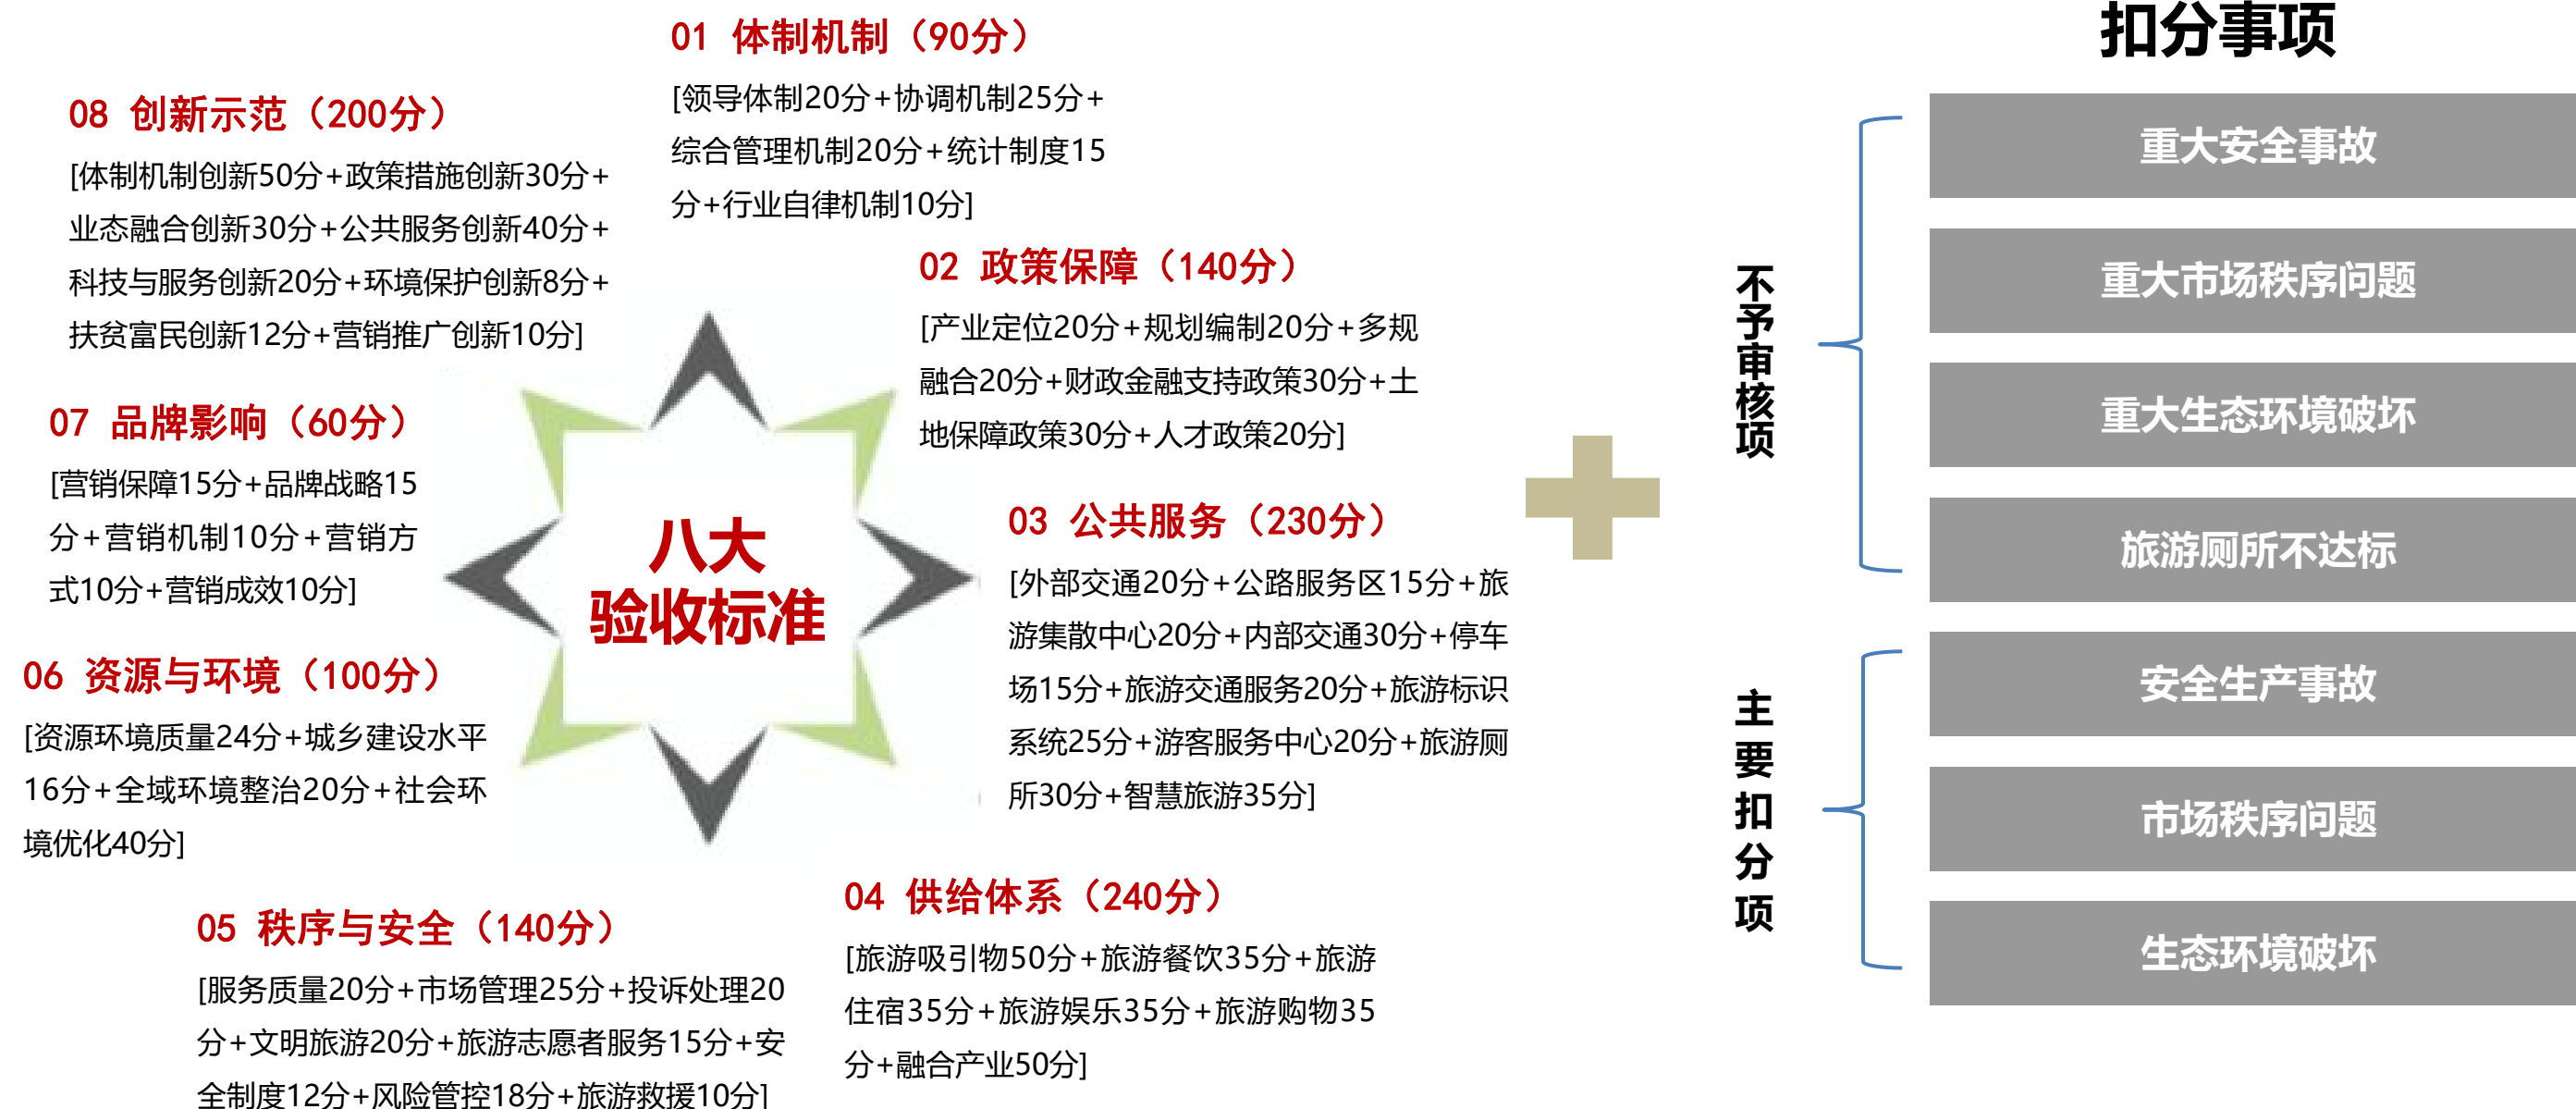 01 体制机制（90分）
[领导体制20分+协调机制25分+
综合管理机制20分+统计制度15
分+行业自律机制10分]
02 政策保障（140分）
[产业定位20分+规划编制20分+多规
融合20分+财政金融支持政策30分+土
地保障政策30分+人才政策20分]
03 公共服务（230分）
[外部交通20分+公路服务区15分+旅
游集散中心20分+内部交通30分+停车
场15分+旅游交通服务20分+旅游标识
系统25分+游客服务中心20分+旅游厕
所30分+智慧旅游35分]
04 供给体系（240分）
[旅游吸引物50分+旅游餐饮35分+旅游
住宿35分+旅游娱乐35分+旅游购物35
分+融合产业50分]
05 秩序与安全（140分）
[服务质量20分+市场管理25分+投诉处理20
分+文明旅游20分+旅游志愿者服务15分+安
全制度12分+风险管控18分+旅游救援10分]
06 资源与环境（100分）
[资源环境质量24分+城乡建设水平
16分+全域环境整治20分+社会环
境优化40分]
07 品牌影响（60分）
[营销保障15分+品牌战略15
分+营销机制10分+营销方
式10分+营销成效10分]
08 创新示范（200分）
[体制机制创新50分+政策措施创新30分+
业态融合创新30分+公共服务创新40分+
科技与服务创新20分+环境保护创新8分+
扶贫富民创新12分+营销推广创新10分]
八大
验收标准
扣分事项
不予审核项
重大安全事故
重大市场秩序问题
重大生态环境破坏
旅游厕所不达标
主要扣分项
安全生产事故
市场秩序问题
生态环境破坏